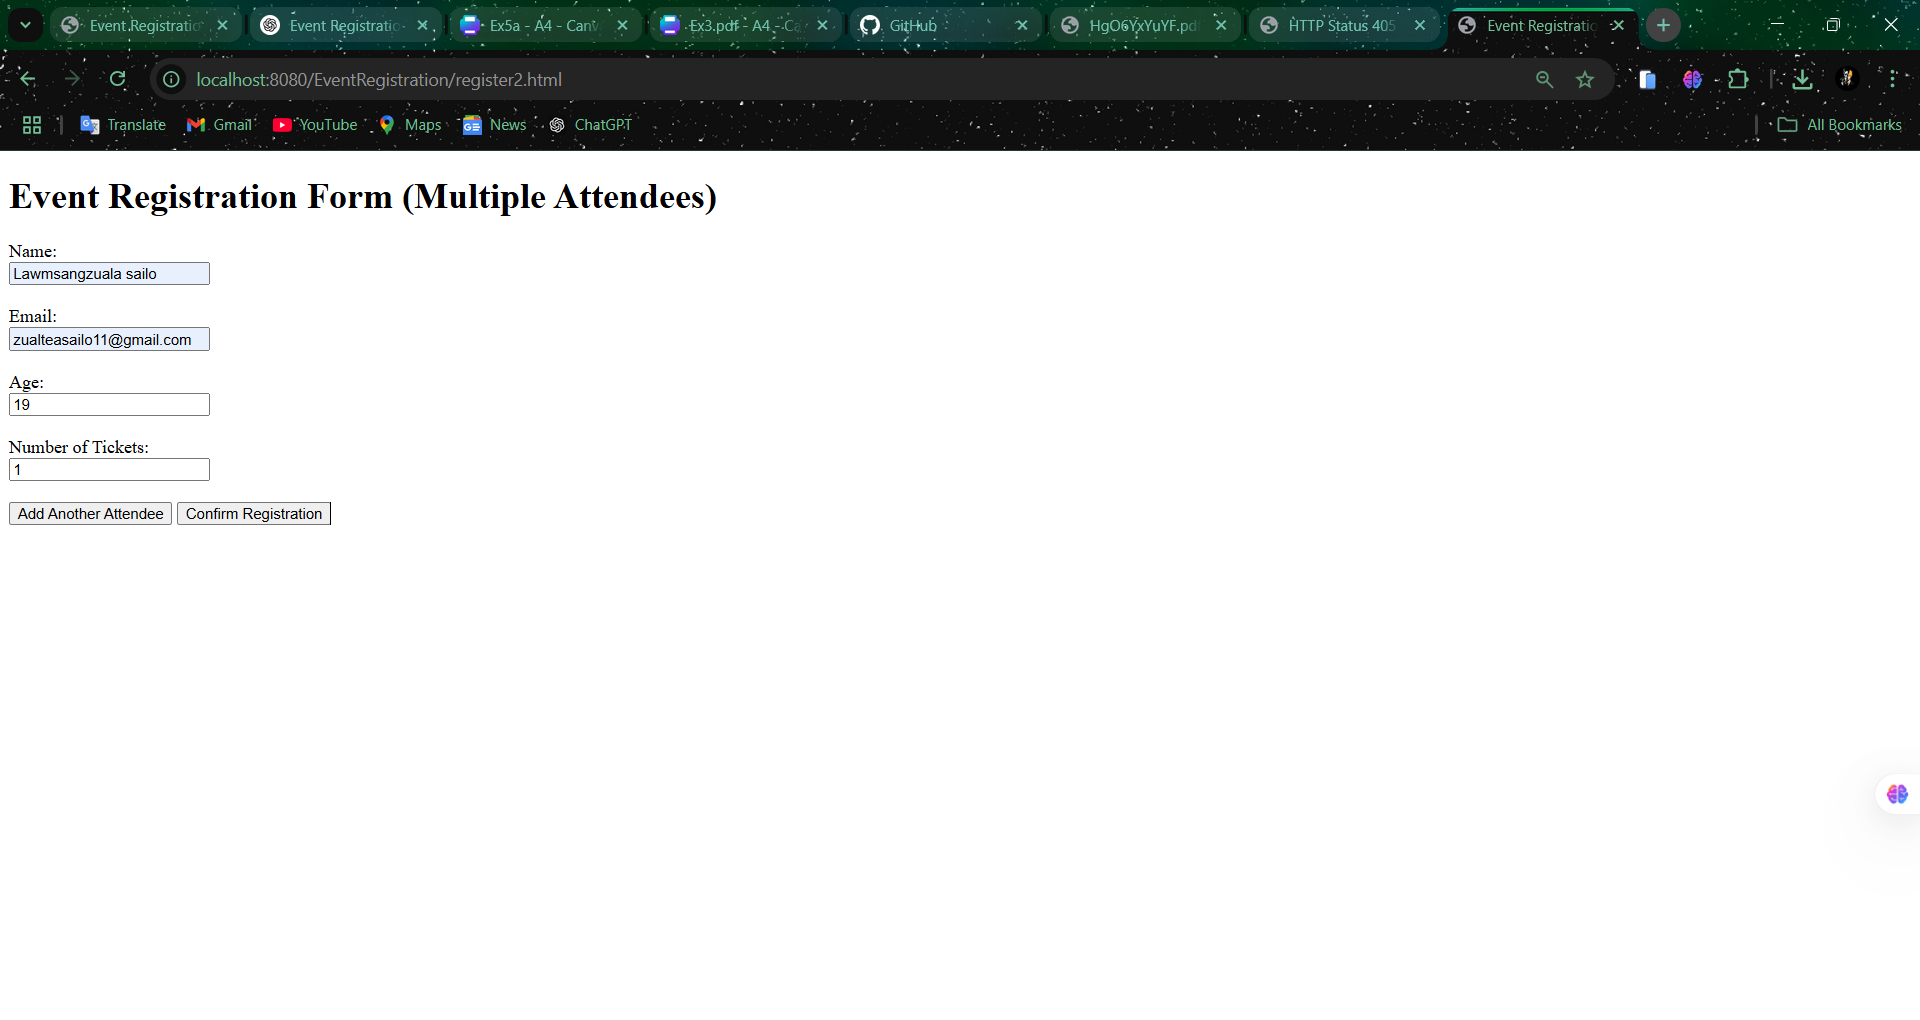 Event Registratio
Event Registratio
Ex5a - A4 - Canv
Ex3.pdf - A4 - Ca
GitHub
HgO6YxYuYF.pd
HTTP Status 405
Event Registratio
localhost:8080/EventRegistration/register2.html
Translate
Gmail
YouTube
Maps
News
ChatGPT
All Bookmarks
Event Registration Form (Multiple Attendees)
Name:
Lawmsangzuala sailo
Email:
zualteasailo11@gmail.com
Age:
19
Number of Tickets:
1
Add Another Attendee Confirm Registration